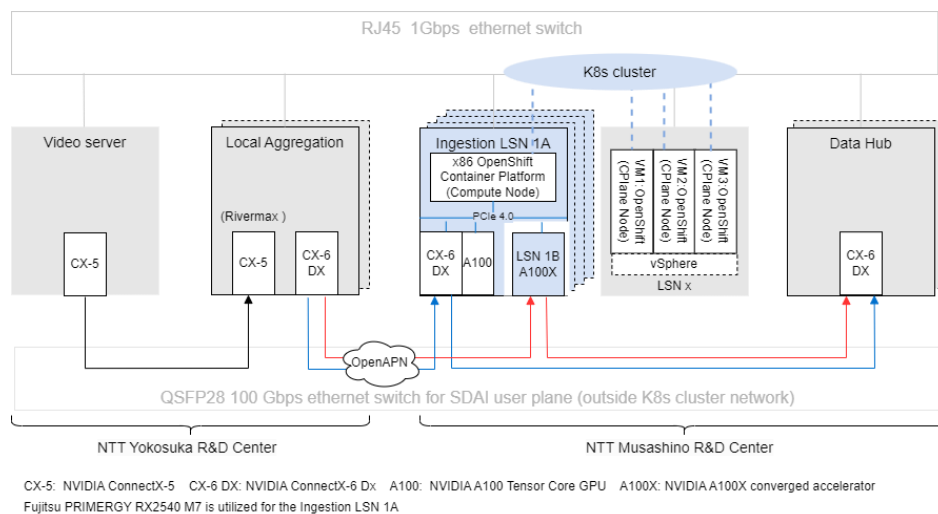 RJ45 1Gbps ethernet switch
K8s cluster
Video server
Local Aggregation
Ingestion LSN 1A
Data Hub
x86 OpenShift
Container Platform
(Compute Node)
VM1:OpenShift
(CPlane Node)
VM2:OpenShift
(CPlane Node)
VM3:OpenShift
(CPlane Node)
(Rivermax )
PCIe 4.0
CX-5
CX-5
CX-6
DX
CX-6
DX
A100
LSN 1B
A100X
vSphere
LSN x
CX-6
DX
OpenAPN
QSFP28 100 Gbps ethernet switch for SDAI user plane (outside K8s cluster network)
NTT Yokosuka R&D Center
NTT Musashino R&D Center
CX-5: NVIDIA ConnectX-5 CX-6 DX: NVIDIA ConnectX-6 Dx A100: NVIDIA A100 Tensor Core GPU A100X: NVIDIA A100X converged accelerator
Fujitsu PRIMERGY RX2540 M7 is utilized for the Ingestion LSN 1A